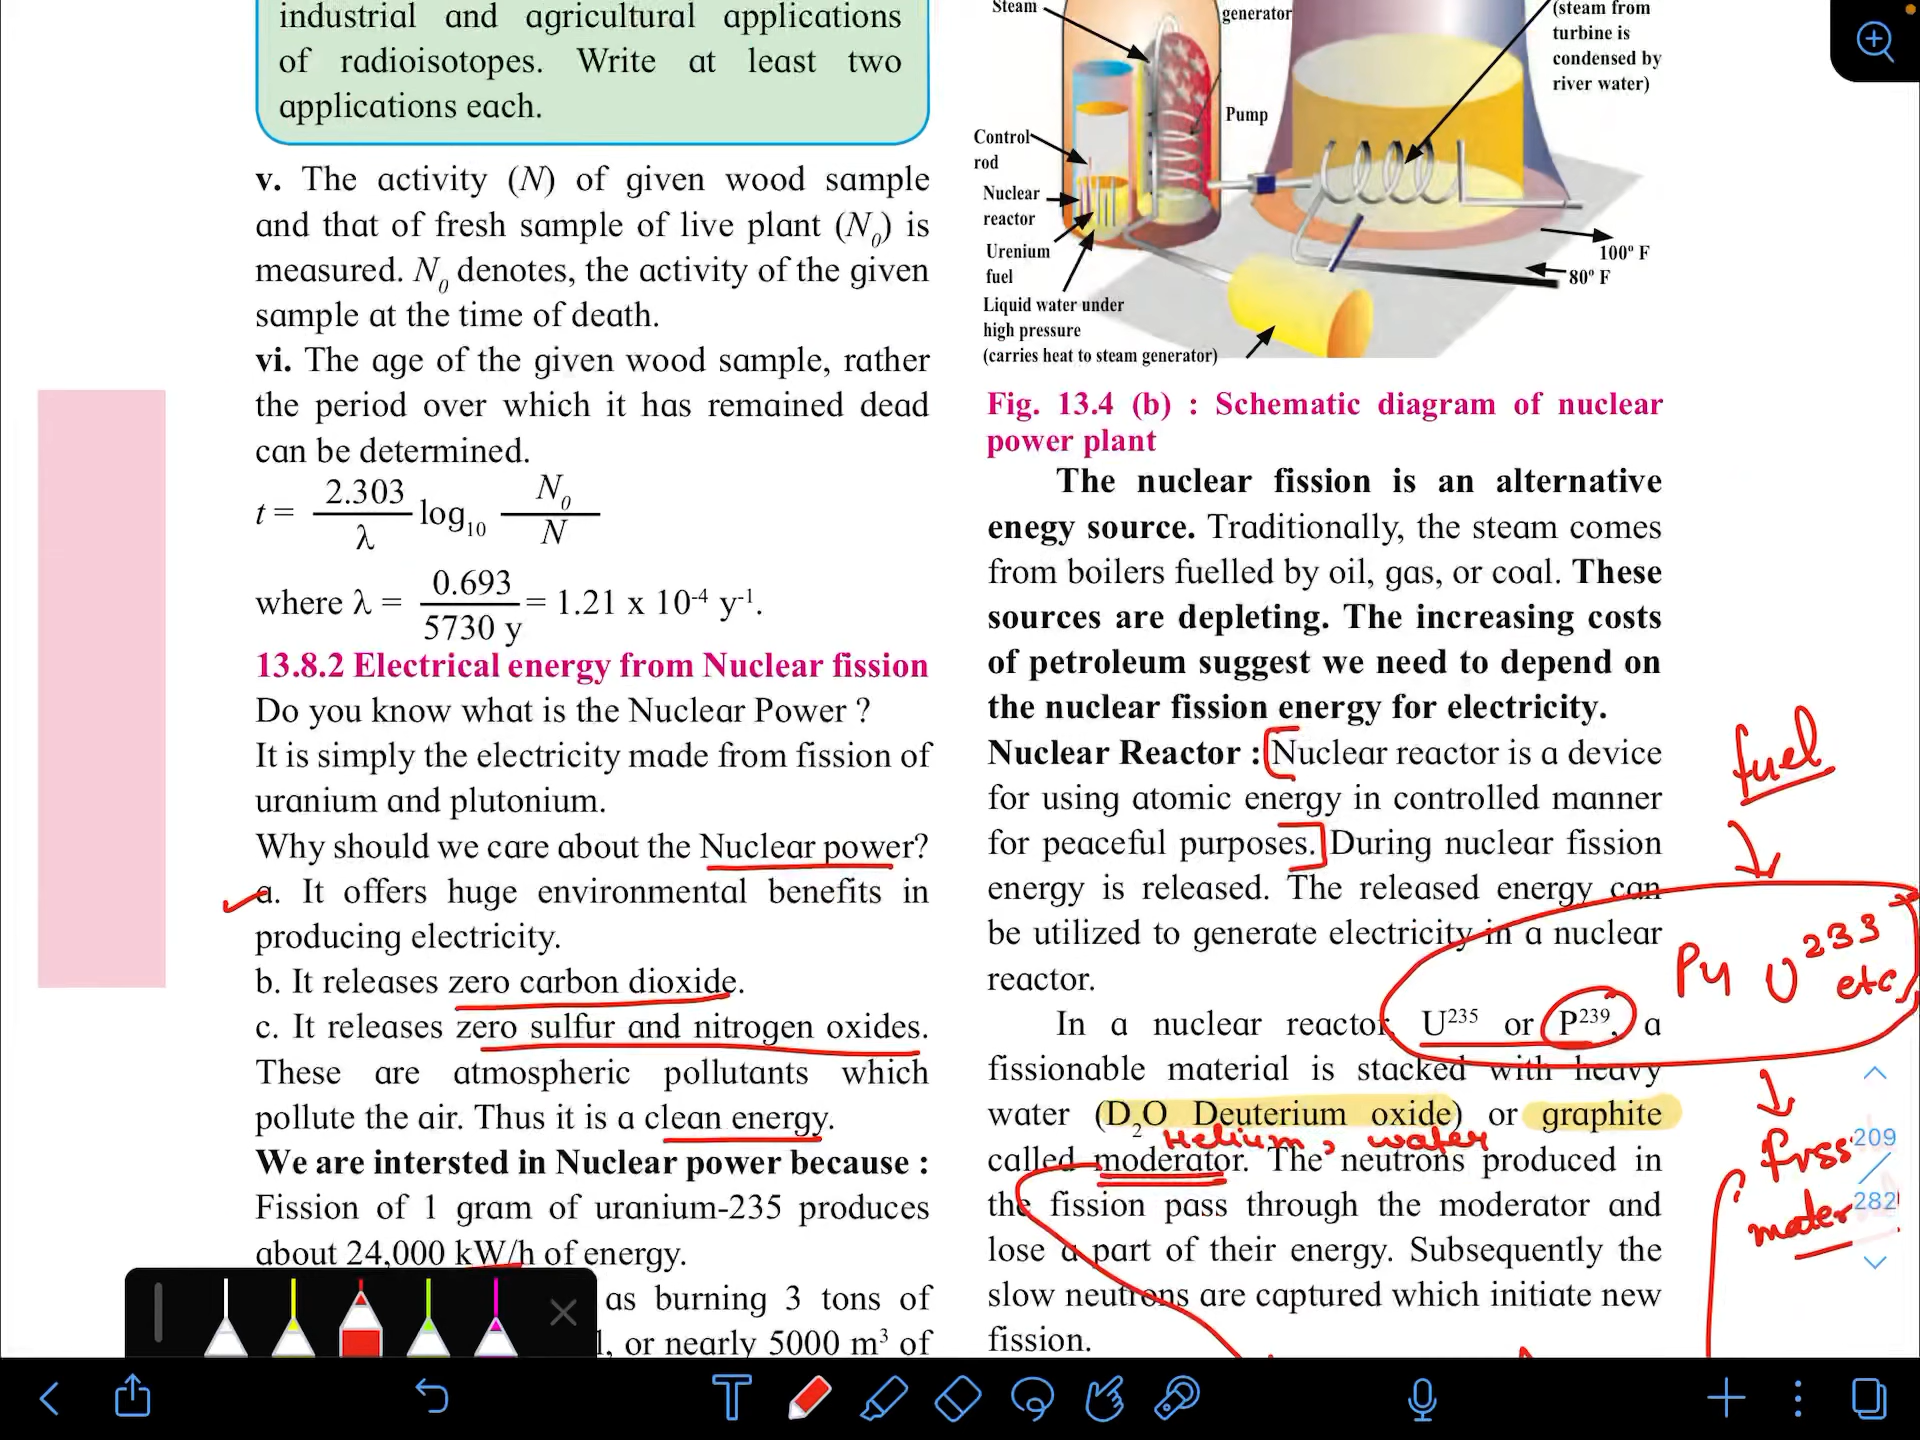 industrial and agricultural applications
of radioisotopes. Write at least two
applications each.
v. The activity (N) of given wood sample
and that of fresh sample of live plant (N0) is
measured. N0 denotes, the activity of the given
sample at the time of death.
vi. The age of the given wood sample, rather
the period over which it has remained dead
can be determined.
t = 2.303/λ log10 N0/N
where λ = 0.693/5730 y = 1.21 x 10-4 y-1.
13.8.2 Electrical energy from Nuclear fission
Do you know what is the Nuclear Power ?
It is simply the electricity made from fission of
uranium and plutonium.
Why should we care about the Nuclear power?
a. It offers huge environmental benefits in
producing electricity.
b. It releases zero carbon dioxide.
c. It releases zero sulfur and nitrogen oxides.
These are atmospheric pollutants which
pollute the air. Thus it is a clean energy.
We are intersted in Nuclear power because :
Fission of 1 gram of uranium-235 produces
about 24,000 kW/h of energy.
as burning 3 tons of
l, or nearly 5000 m3 of
Steam
generator
(steam from
turbine is
condensed by
river water)
Pump
Control
rod
Nuclear
reactor
Urenium
fuel
Liquid water under
high pressure
(carries heat to steam generator)
100º F
80º F
Fig. 13.4 (b) : Schematic diagram of nuclear
power plant
The nuclear fission is an alternative
enegy source. Traditionally, the steam comes
from boilers fuelled by oil, gas, or coal. These
sources are depleting. The increasing costs
of petroleum suggest we need to depend on
the nuclear fission energy for electricity.
Nuclear Reactor : Nuclear reactor is a device
for using atomic energy in controlled manner
for peaceful purposes. During nuclear fission
energy is released. The released energy can
be utilized to generate electricity in a nuclear
reactor.
In a nuclear reactor, U235 or P239, a
fissionable material is stacked with heavy
water (D2O Deuterium oxide) or graphite
Helium, water
called moderator. The neutrons produced in
the fission pass through the moderator and
lose a part of their energy. Subsequently the
slow neutrons are captured which initiate new
fission.
fuel
U233
etc
209
282
T